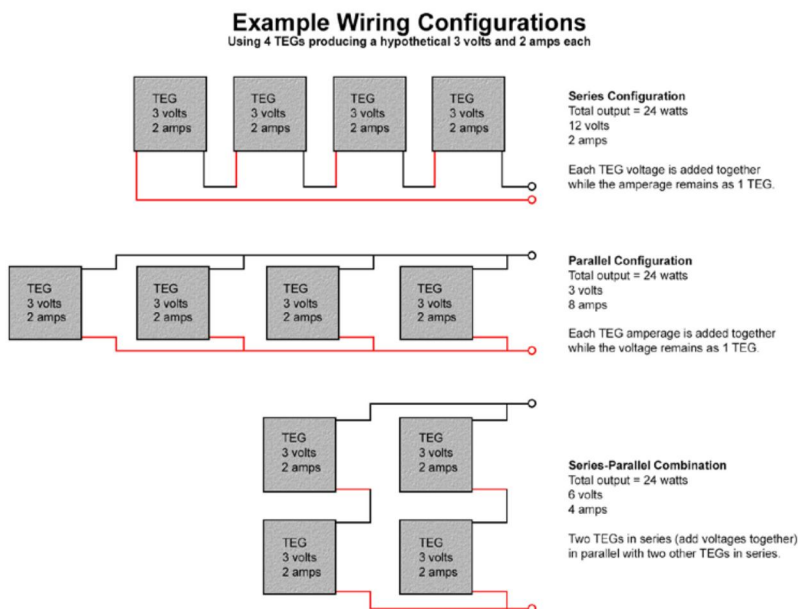 Example Wiring Configurations
Using 4 TEGs producing a hypothetical 3 volts and 2 amps each
TEG
3 volts
2 amps
TEG
3 volts
2 amps
TEG
3 volts
2 amps
TEG
3 volts
2 amps
Series Configuration
Total output = 24 watts
12 volts
2 amps
Each TEG voltage is added together
while the amperage remains as 1 TEG.
TEG
3 volts
2 amps
TEG
3 volts
2 amps
TEG
3 volts
2 amps
TEG
3 volts
2 amps
Parallel Configuration
Total output = 24 watts
3 volts
8 amps
Each TEG amperage is added together
while the voltage remains as 1 TEG.
TEG
3 volts
2 amps
TEG
3 volts
2 amps
TEG
3 volts
2 amps
TEG
3 volts
2 amps
Series-Parallel Combination
Total output = 24 watts
6 volts
4 amps
Two TEGs in series (add voltages together)
in parallel with two other TEGs in series.